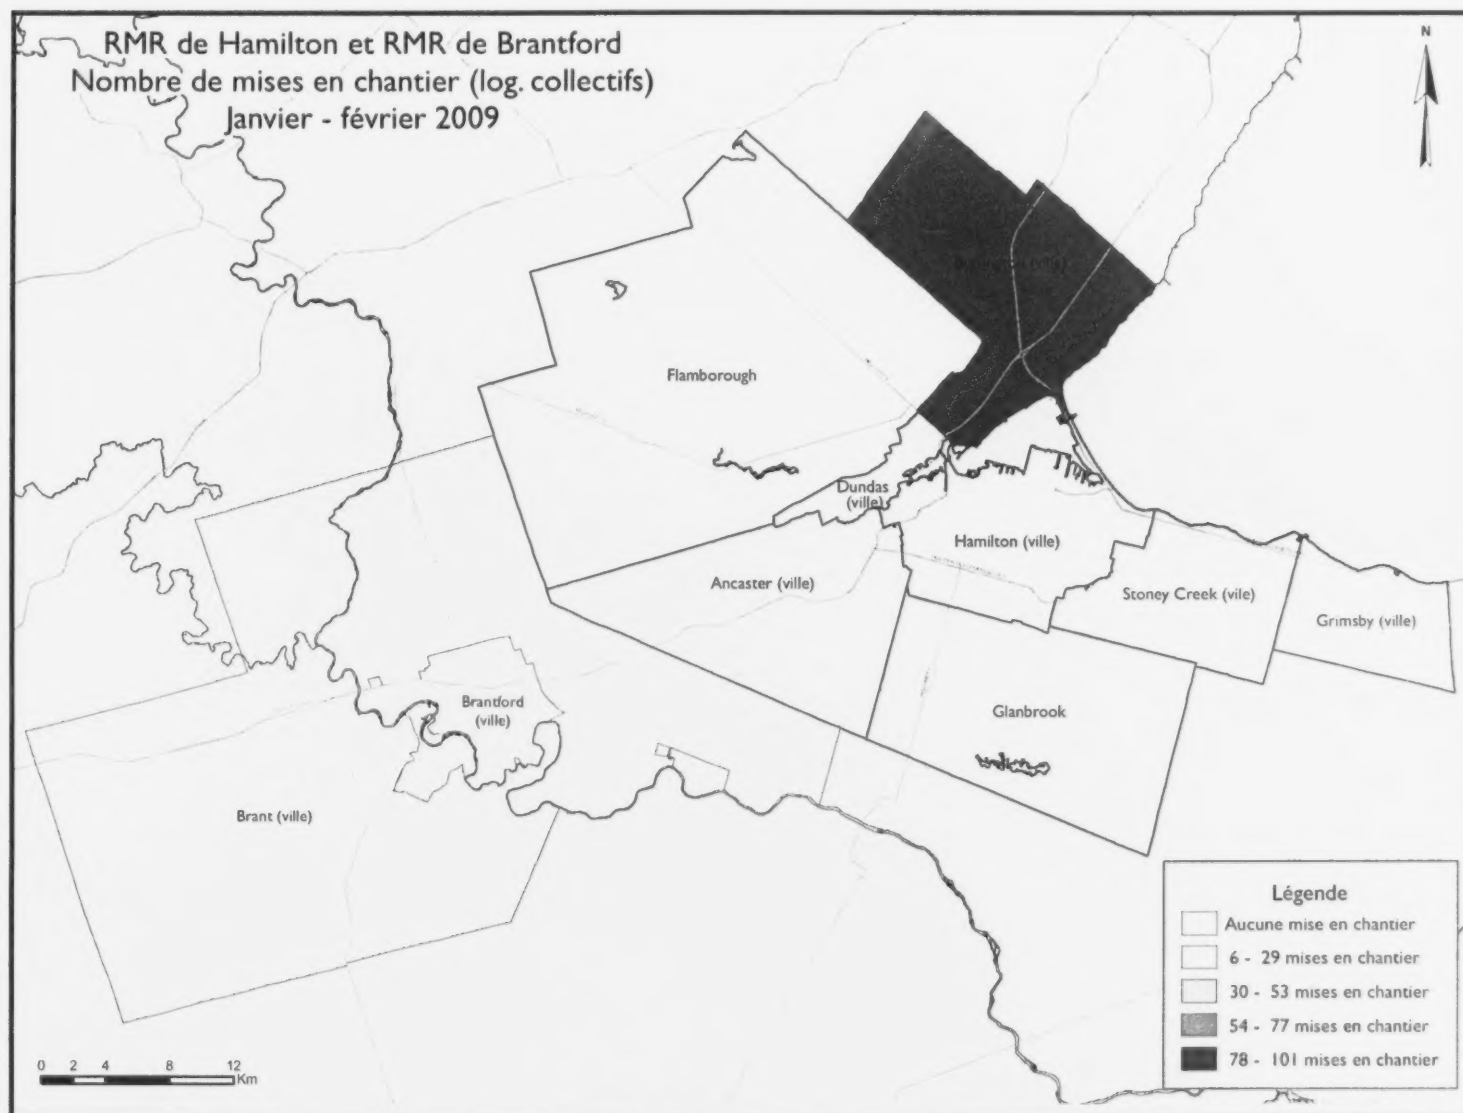 RMR de Hamilton et RMR de Brantford
Nombre de mises en chantier (log. collectifs)
Janvier - février 2009
N
Flamborough
Dundas
(ville)
Hamilton (ville)
Ancaster (ville)
Stoney Creek (vile)
Grimsby (ville)
Brantford
(ville)
Glanbrook
Brant (ville)
Légende
Aucune mise en chantier
6 - 29 mises en chantier
30 - 53 mises en chantier
54 - 77 mises en chantier
78 - 101 mises en chantier
0 2 4 8 12
Km